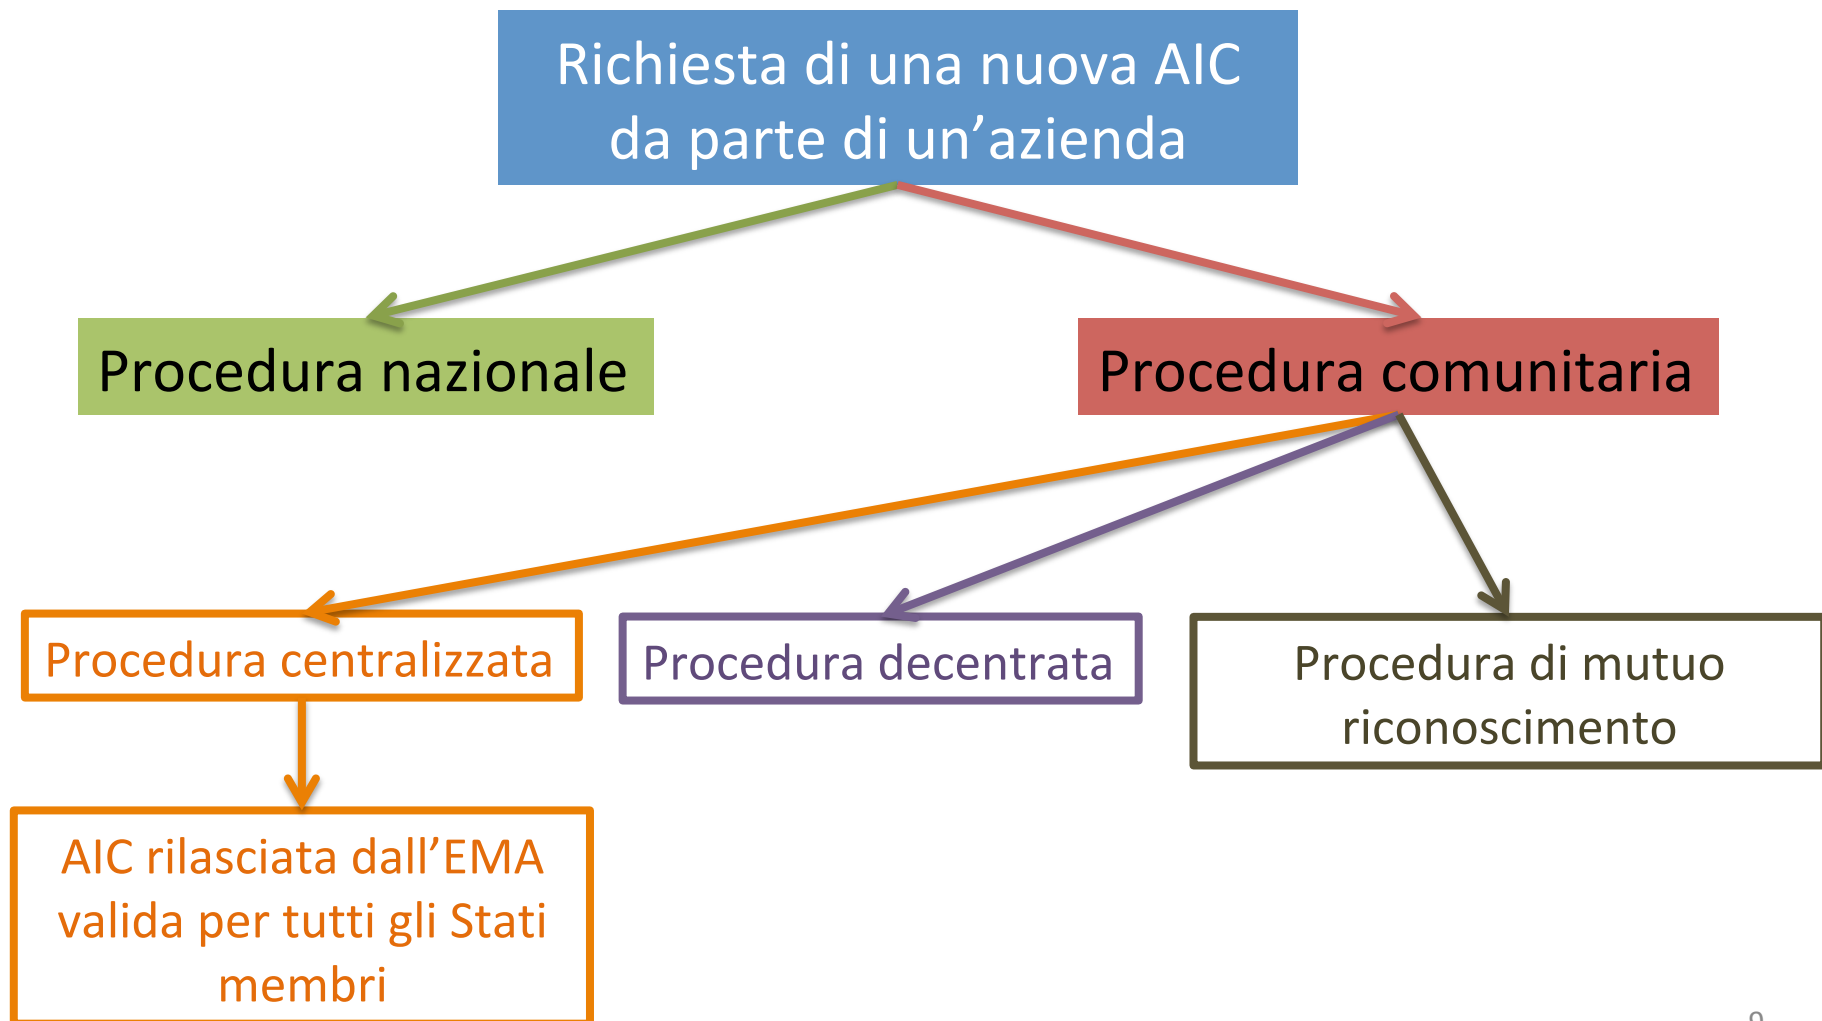 Richiesta di una nuova AIC
da parte di un’azienda
Procedura nazionale
Procedura comunitaria
Procedura centralizzata
Procedura decentrata
Procedura di mutuo
riconoscimento
AIC rilasciata dall’EMA
valida per tutti gli Stati
membri